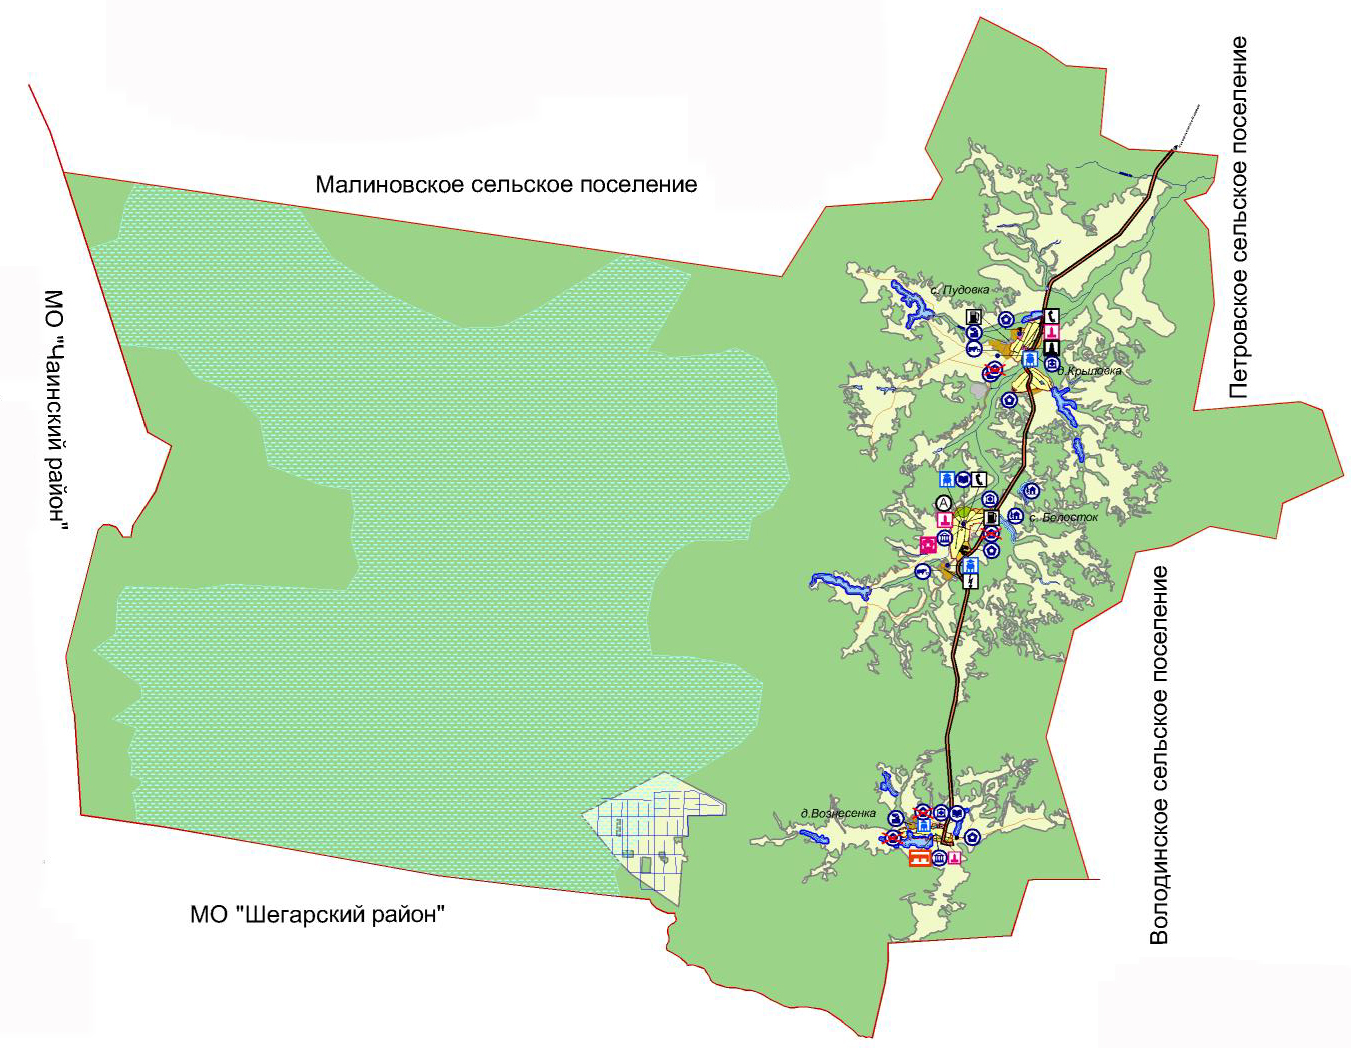 Малиновское сельское поселение
Петровское сельское поселение
МО "Чаинский район"
с. Пудовка
д.Крыловка
А
с. Белосток
Володинское сельское поселение
д.Вознесенка
МО "Шегарский район"